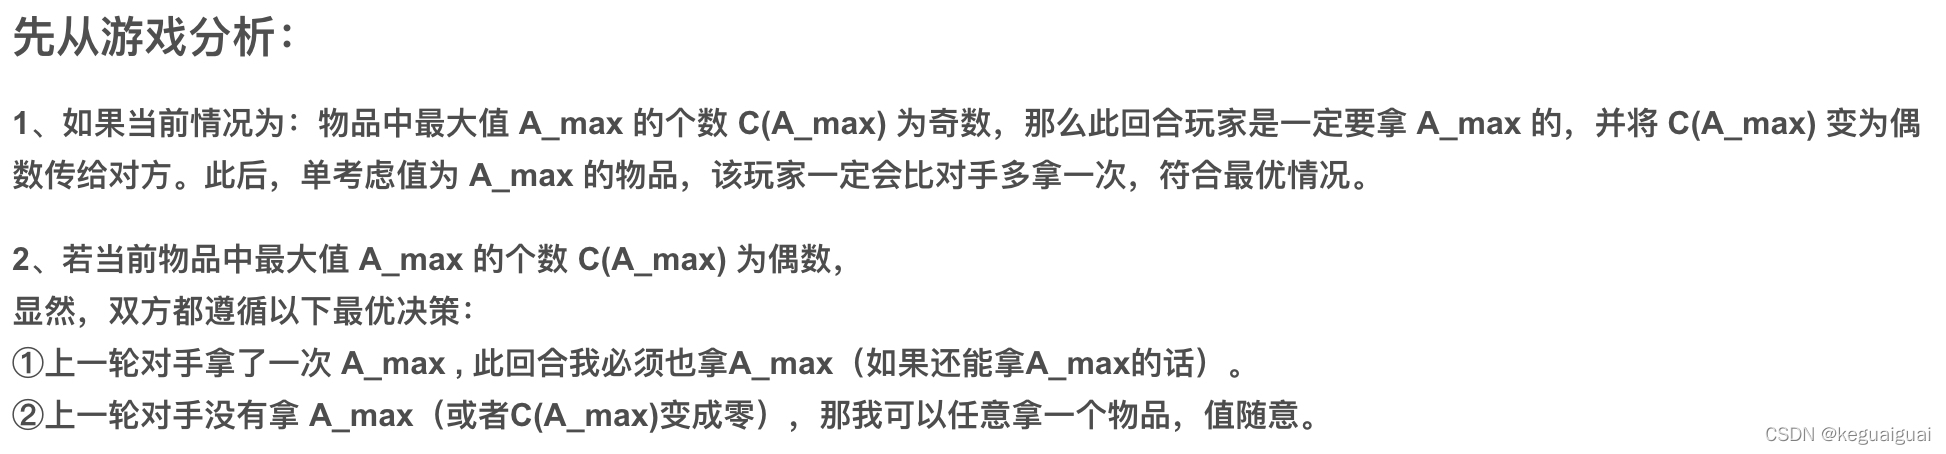 先从游戏分析：
1、如果当前情况为：物品中最大值 A_max 的个数 C(A_max) 为奇数，那么此回合玩家是一定要拿 A_max 的，并将 C(A_max) 变为偶
数传给对方。此后，单考虑值为 A_max 的物品，该玩家一定会比对手多拿一次，符合最优情况。
2、若当前物品中最大值 A_max 的个数 C(A_max) 为偶数，
显然，双方都遵循以下最优决策：
①上一轮对手拿了一次 A_max , 此回合我必须也拿A_max（如果还能拿A_max的话）。
②上一轮对手没有拿 A_max（或者C(A_max)变成零），那我可以任意拿一个物品，值随意。
CSDN @keguaiguai